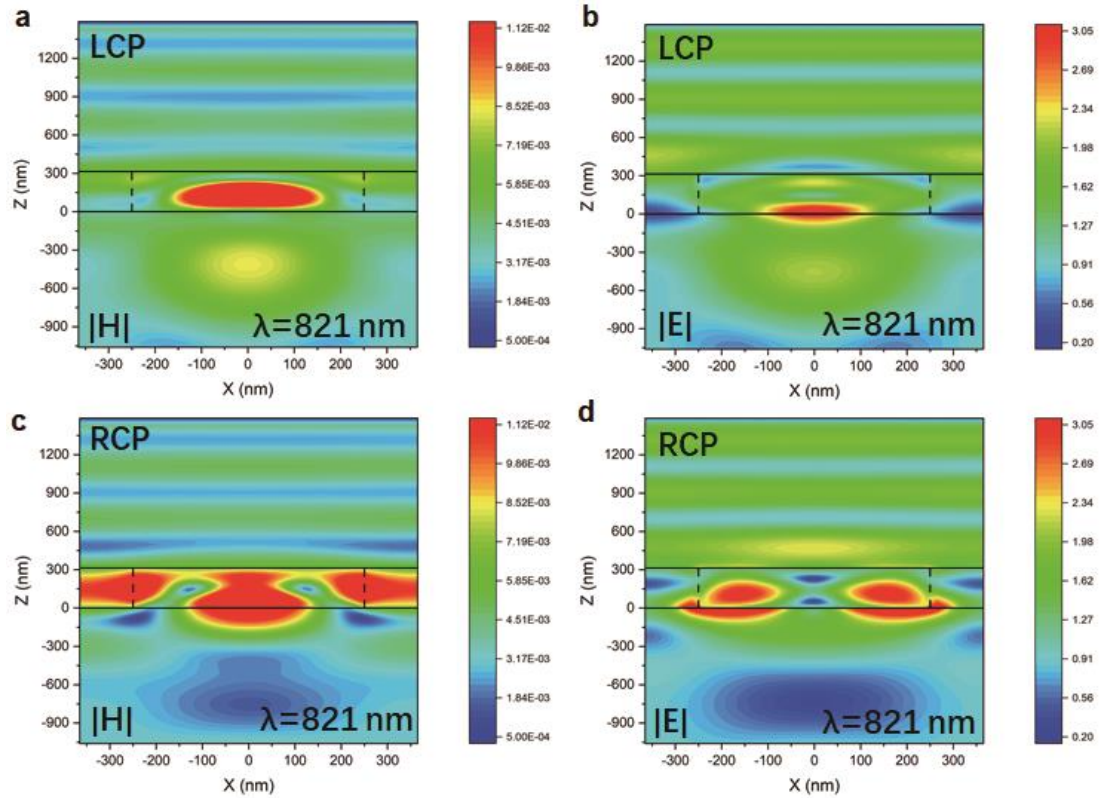 a
LCP
1200
900
600
300
0
-300
-600
-900
Z (nm)
|H|
λ=821 nm
-300 -200 -100 0 100 200 300
X (nm)
1.12E-02
9.86E-03
8.52E-03
7.19E-03
5.85E-03
4.51E-03
3.17E-03
1.84E-03
5.00E-04
b
LCP
1200
900
600
300
0
-300
-600
-900
Z (nm)
|E|
λ=821 nm
-300 -200 -100 0 100 200 300
X (nm)
3.05
2.69
2.34
1.98
1.62
1.27
0.91
0.56
0.20
c
RCP
1200
900
600
300
0
-300
-600
-900
Z (nm)
|H|
λ=821 nm
-300 -200 -100 0 100 200 300
X (nm)
1.12E-02
9.86E-03
8.52E-03
7.19E-03
5.85E-03
4.51E-03
3.17E-03
1.84E-03
5.00E-04
d
RCP
1200
900
600
300
0
-300
-600
-900
Z (nm)
|E|
λ=821 nm
-300 -200 -100 0 100 200 300
X (nm)
3.05
2.69
2.34
1.98
1.62
1.27
0.91
0.56
0.20